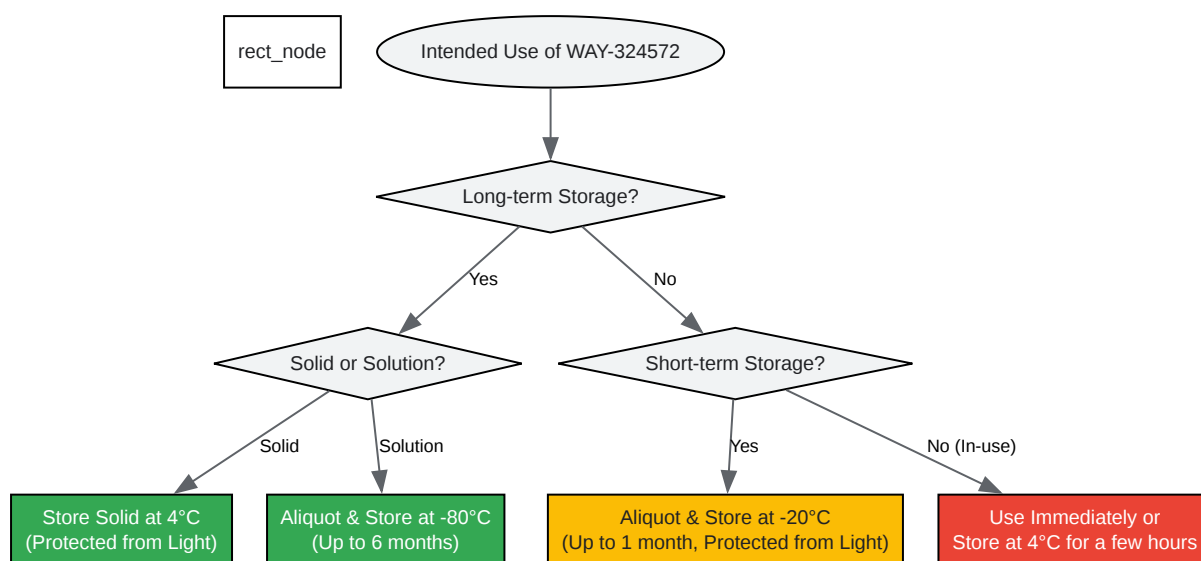 rect_node
Intended Use of WAY-324572
Long-term Storage?
Yes
No
Solid or Solution?
Short-term Storage?
Solid
Solution
Yes
No (In-use)
Store Solid at 4°C
(Protected from Light)
Aliquot & Store at -80°C
(Up to 6 months)
Aliquot & Store at -20°C
(Up to 1 month, Protected from Light)
Use Immediately or
Store at 4°C for a few hours